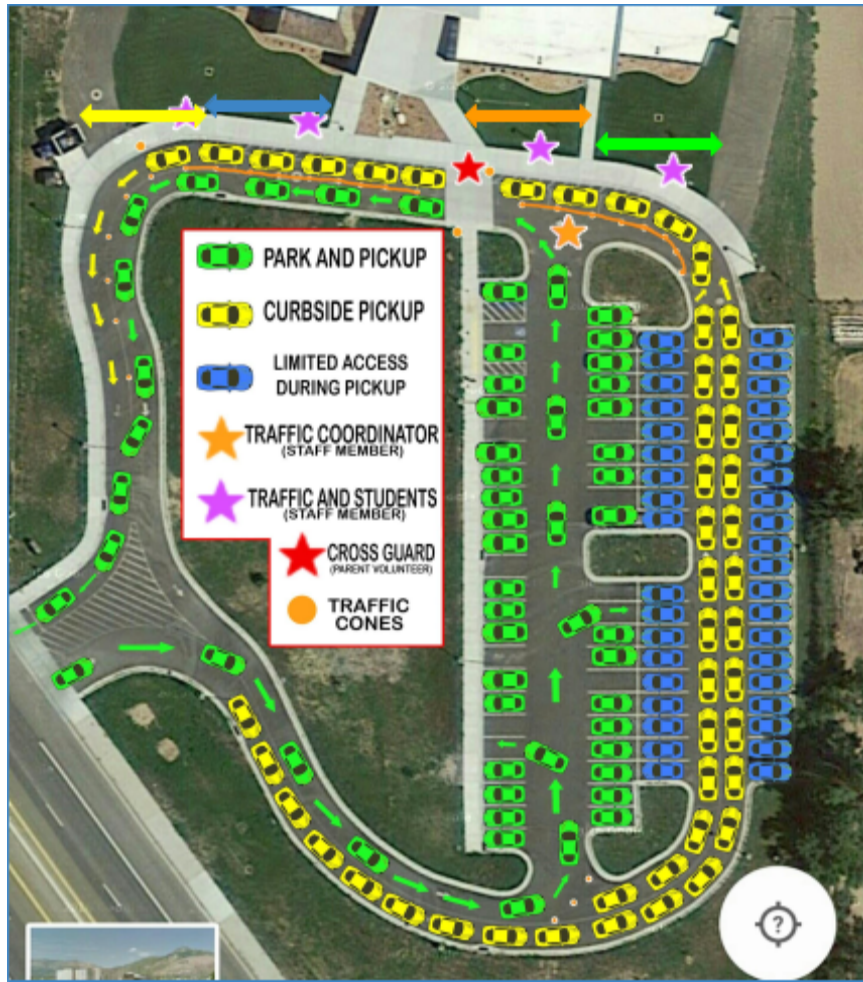 PARK AND PICKUP
CURBSIDE PICKUP
LIMITED ACCESS
DURING PICKUP
TRAFFIC COORDINATOR
(STAFF MEMBER)
TRAFFIC AND STUDENTS
(STAFF MEMBER)
CROSS GUARD
(PARENT VOLUNTEER)
TRAFFIC
CONES
?